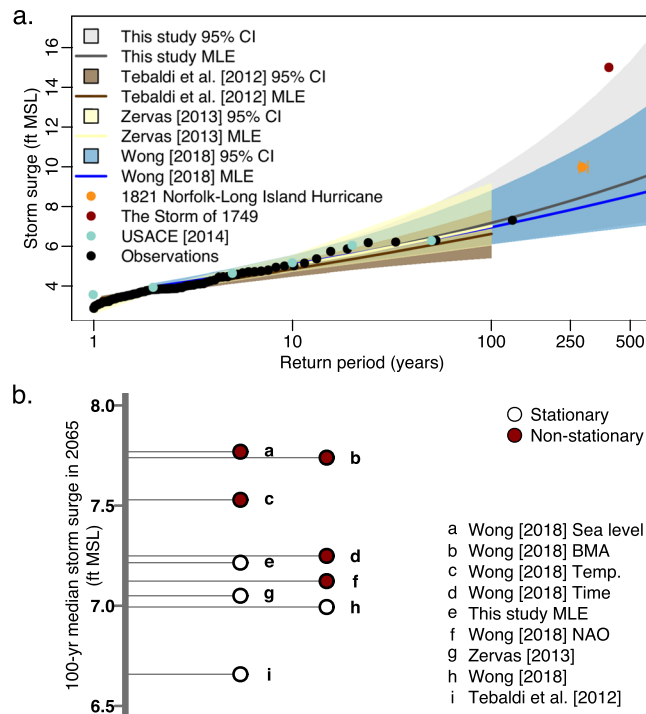 a.
Storm surge (ft MSL)
16
14
12
10
8
6
4
This study 95% CI
This study MLE
Tebaldi et al. [2012] 95% CI
Tebaldi et al. [2012] MLE
Zervas [2013] 95% CI
Zervas [2013] MLE
Wong [2018] 95% CI
Wong [2018] MLE
1821 Norfolk-Long Island Hurricane
The Storm of 1749
USACE [2014]
Observations
1 10 100 250 500
Return period (years)
b.
100-yr median storm surge in 2065
(ft MSL)
8.0
7.5
7.0
6.5
a
b
c
d
e
f
g
h
i
Stationary
Non-stationary
a Wong [2018] Sea level
b Wong [2018] BMA
c Wong [2018] Temp.
d Wong [2018] Time
e This study MLE
f Wong [2018] NAO
g Zervas [2013]
h Wong [2018]
i Tebaldi et al. [2012]